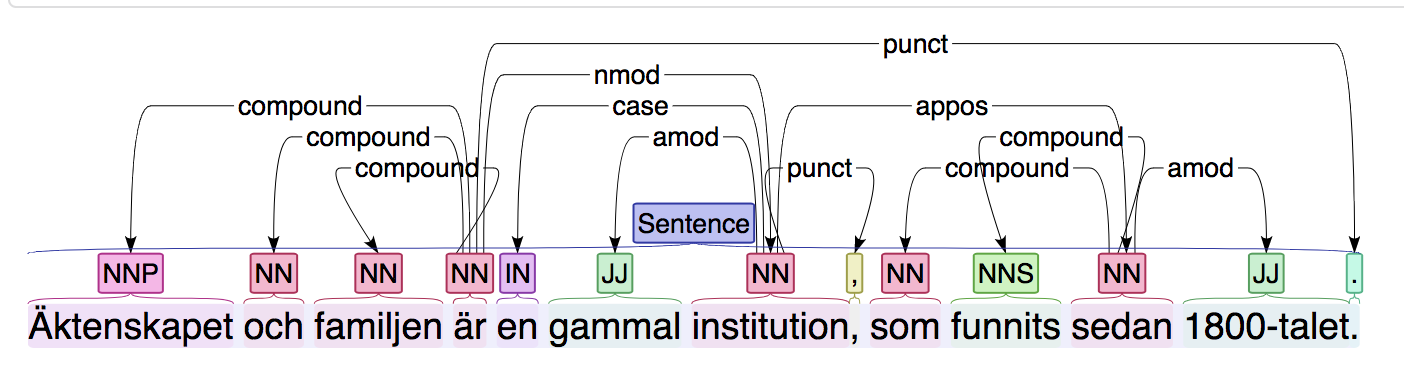 punct
nmod
compound case appos
compound amod compound
compound punct compound amod
Sentence
NNP NN NN NN IN JJ NN , NN NNS NN JJ .
Äktenskapet och familjen är en gammal institution, som funnits sedan 1800-talet.